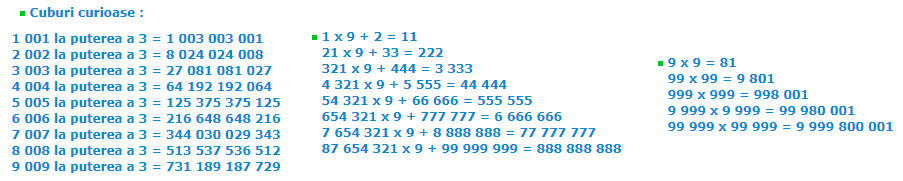 Cuburi curioase :
1 001 la puterea a 3 = 1 003 003 001
2 002 la puterea a 3 = 8 024 024 008
3 003 la puterea a 3 = 27 081 081 027
4 004 la puterea a 3 = 64 192 192 064
5 005 la puterea a 3 = 125 375 375 125
6 006 la puterea a 3 = 216 648 648 216
7 007 la puterea a 3 = 344 030 029 343
8 008 la puterea a 3 = 513 537 536 512
9 009 la puterea a 3 = 731 189 187 729
1 x 9 + 2 = 11
21 x 9 + 33 = 222
321 x 9 + 444 = 3 333
4 321 x 9 + 5 555 = 44 444
54 321 x 9 + 66 666 = 555 555
654 321 x 9 + 777 777 = 6 666 666
7 654 321 x 9 + 8 888 888 = 77 777 777
87 654 321 x 9 + 99 999 999 = 888 888 888
9 x 9 = 81
99 x 99 = 9 801
999 x 999 = 998 001
9 999 x 9 999 = 99 980 001
99 999 x 99 999 = 9 999 800 001